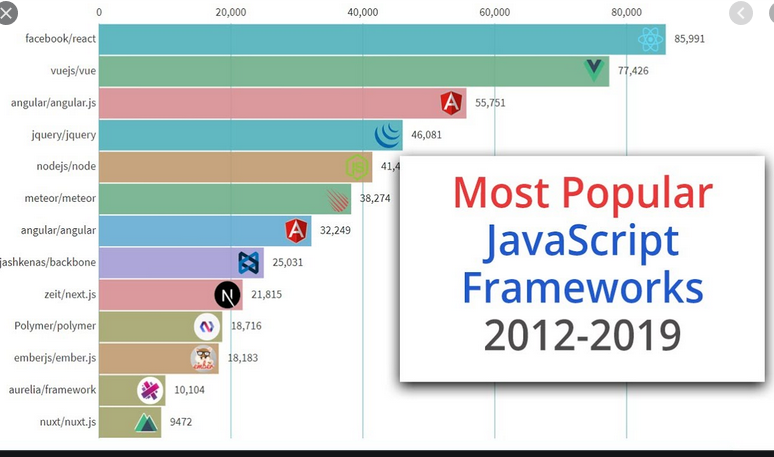 0 20,000 40,000 60,000 80,000
facebook/react 85,991
vuejs/vue 77,426
angular/angular.js 55,751
jquery/jquery 46,081
nodejs/node 41,4
meteor/meteor 38,274
angular/angular 32,249
jashkenas/backbone 25,031
zeit/next.js N 21,815
Polymer/polymer 18,716
emberjs/ember.js ember 18,183
aurelia/framework 10,104
nuxt/nuxt.js 9472
Most Popular
JavaScript
Frameworks
2012-2019